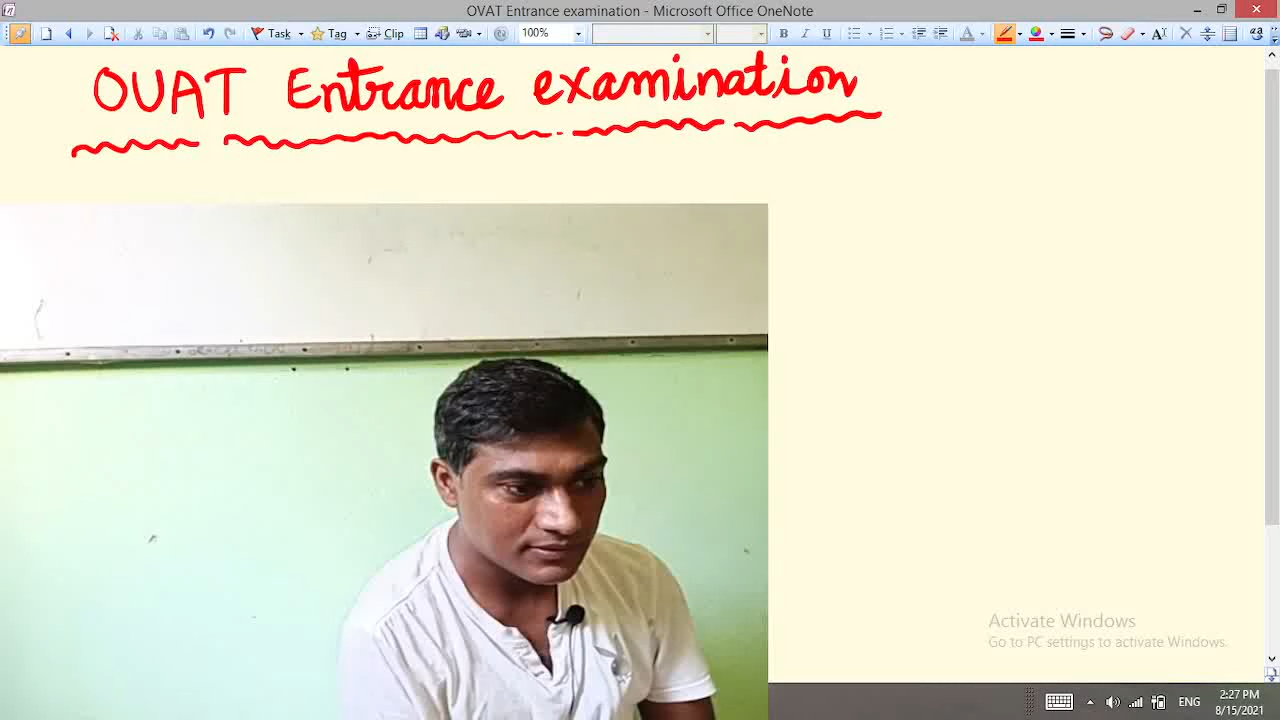 OVAT Entrance examination - Microsoft Office OneNote
Task Tag Clip 100% B I U
OUAT Entrance examination
Activate Windows
Go to PC settings to activate Windows.
ENG
2:27 PM
8/15/2021